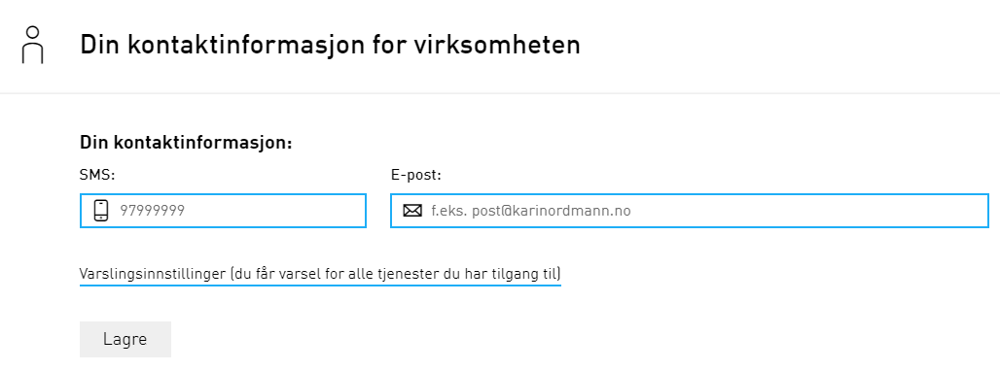 Din kontaktinformasjon for virksomheten
Din kontaktinformasjon:
SMS:
E-post:
97999999
f.eks. post@karinordmann.no
Varslingsinnstillinger (du får varsel for alle tjenester du har tilgang til)
Lagre